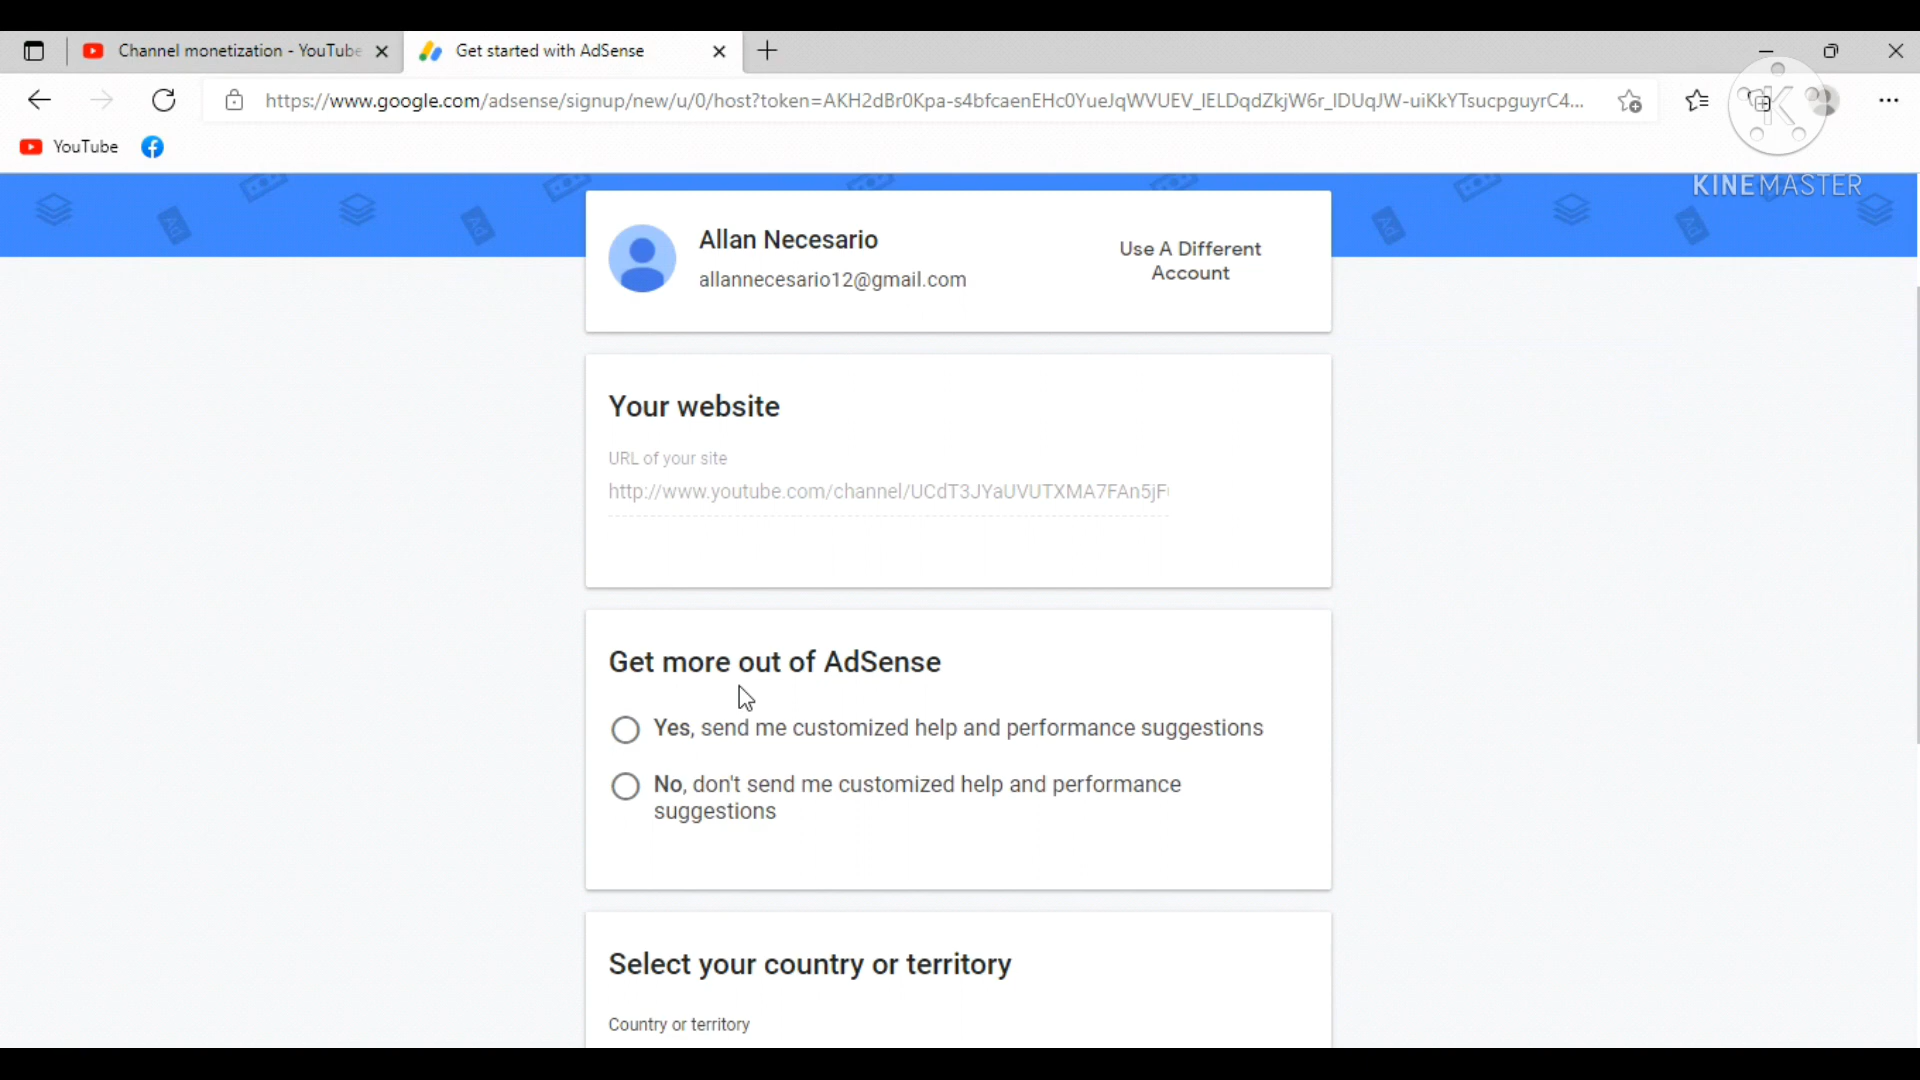 Channel monetization - YouTube
Get started with AdSense
https://www.google.com/adsense/signup/new/u/0/host?token=AKH2dBr0Kpa-s4bfcaenEHc0YueJqWVUEV_lELDqdZkjW6r_lDUqJW-uiKkYTsucpguyrC4...
YouTube
KINEMASTER
Allan Necesario
allannecesario12@gmail.com
Use A Different
Account
Your website
URL of your site
http://www.youtube.com/channel/UCdT3JYaUVUTXMA7FAn5jF
Get more out of AdSense
Yes, send me customized help and performance suggestions
No, don't send me customized help and performance
suggestions
Select your country or territory
Country or territory